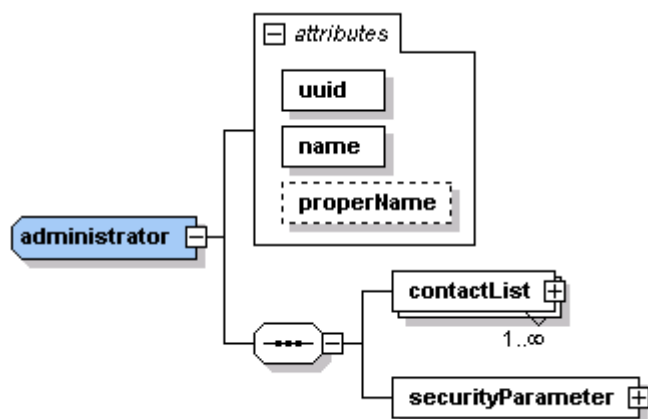 attributes
uuid
name
properName
administrator
contactList
1..∞
securityParameter